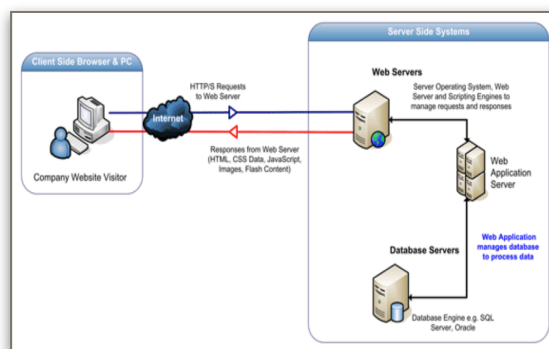 Server Side Systems
Client Side Browser & PC
HTTP/S Requests
to Web Server
Internet
Responses from Web Server
(HTML, CSS Data, JavaScript,
Images, Flash Content)
Company Website Visitor
Web Servers
Server Operating System, Web
Server and Scripting Engines to
manage requests and responses
Web
Application
Server
Web Application
manages database
to process data
Database Servers
Database Engine e.g. SQL
Server, Oracle